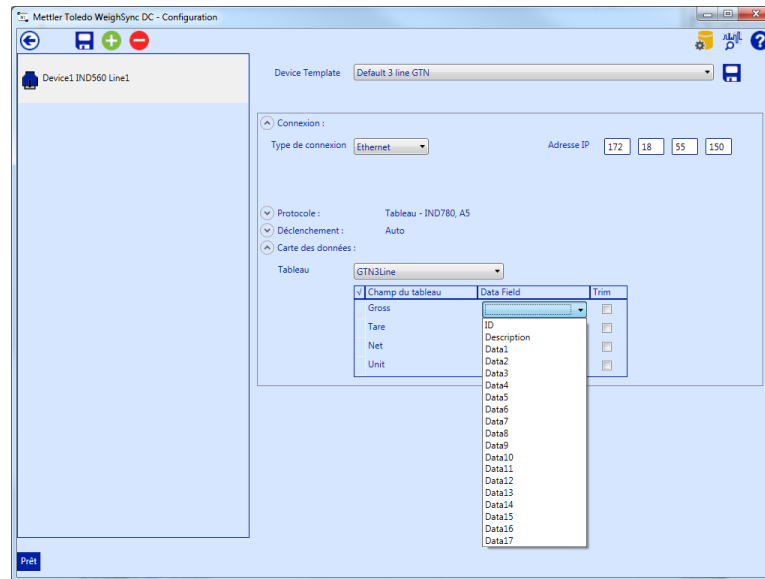 Mettler Toledo WeighSync DC - Configuration
Device1 IND560 Line1
Device Template Default 3 line GTN
Connexion :
Type de connexion Ethernet Adresse IP 172 18 55 150
Protocole : Tableau - IND780, A5
Déclenchement : Auto
Carte des données :
Tableau GTN3Line
√ Champ du tableau Data Field Trim
Gross
Tare
Net
Unit
ID
Description
Data1
Data2
Data3
Data4
Data5
Data6
Data7
Data8
Data9
Data10
Data11
Data12
Data13
Data14
Data15
Data16
Data17
Prêt